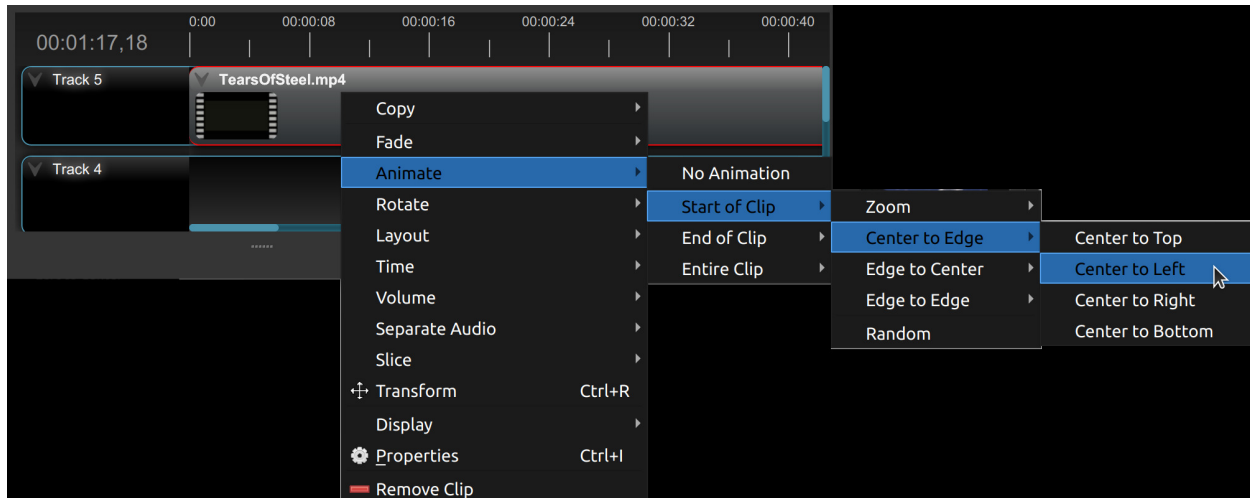 0:00 00:00:08 00:00:16 00:00:24 00:00:32 00:00:40
00:01:17,18
Track 5
TearsOfSteel.mp4
Track 4
Copy
Fade
Animate
Rotate
Layout
Time
Volume
Separate Audio
Slice
Transform Ctrl+R
Display
Properties Ctrl+I
Remove Clip
No Animation
Start of Clip
End of Clip
Entire Clip
Zoom
Center to Edge
Edge to Center
Edge to Edge
Random
Center to Top
Center to Left
Center to Right
Center to Bottom